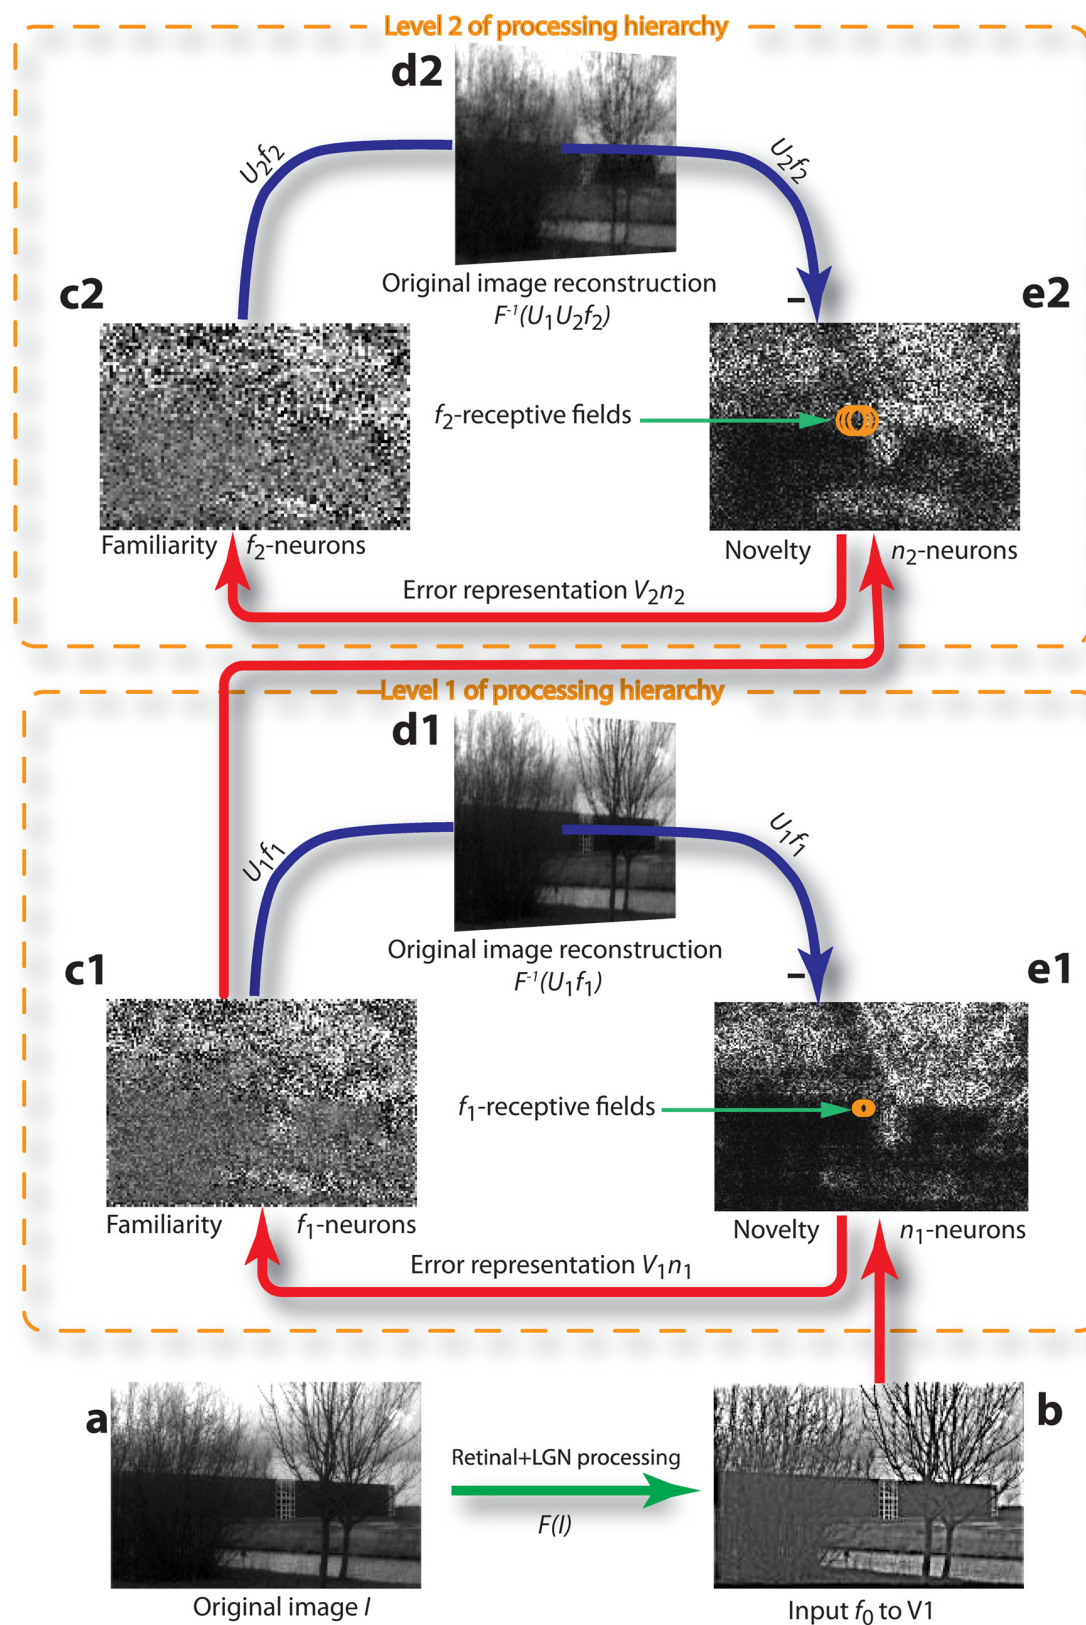 Level 2 of processing hierarchy
d2
U2f2
U2f2
Original image reconstruction
F-1(U1U2f2)
c2
e2
–
f2-receptive fields
Familiarity f2-neurons
Novelty n2-neurons
Error representation V2n2
Level 1 of processing hierarchy
d1
U1f1
U1f1
Original image reconstruction
F-1(U1f1)
c1
e1
–
f1-receptive fields
Familiarity f1-neurons
Novelty n1-neurons
Error representation V1n1
a
b
Retinal+LGN processing
F(I)
Original image I
Input f0 to V1